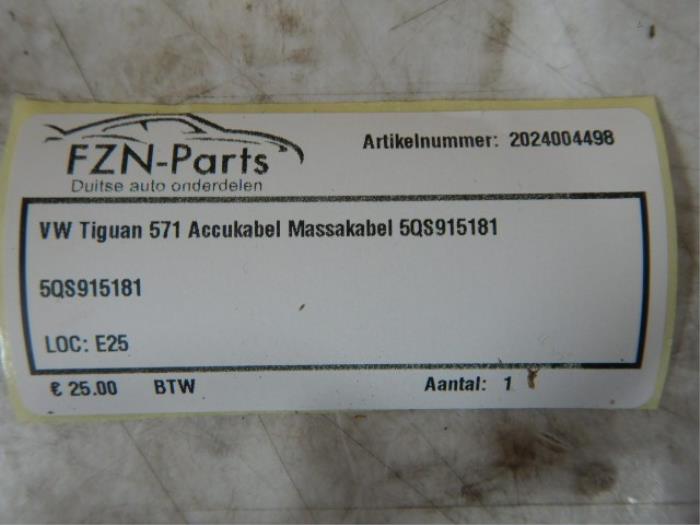 FZN-Parts
Duitse auto onderdelen
Artikelnummer: 2024004498
VW Tiguan 571 Accukabel Massakabel 5QS915181
5QS915181
LOC: E25
€ 25.00 BTW Aantal: 1